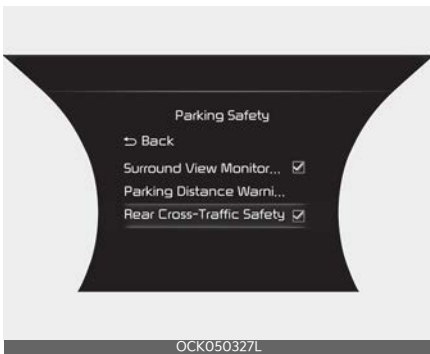 Parking Safety
Back
Surround View Monitor...
Parking Distance Warni...
Rear Cross-Traffic Safety
OCK050327L